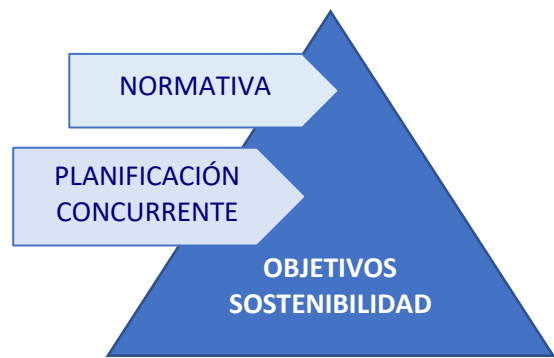 NORMATIVA
PLANIFICACIÓN
CONCURRENTE
OBJETIVOS
SOSTENIBILIDAD